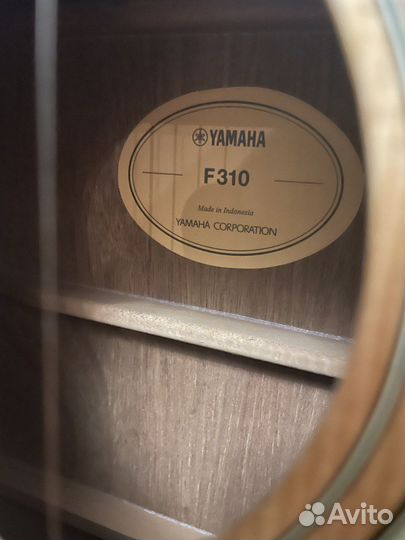 YAMAHA
F310
Made in Indonesia
YAMAHA CORPORATION
Avito